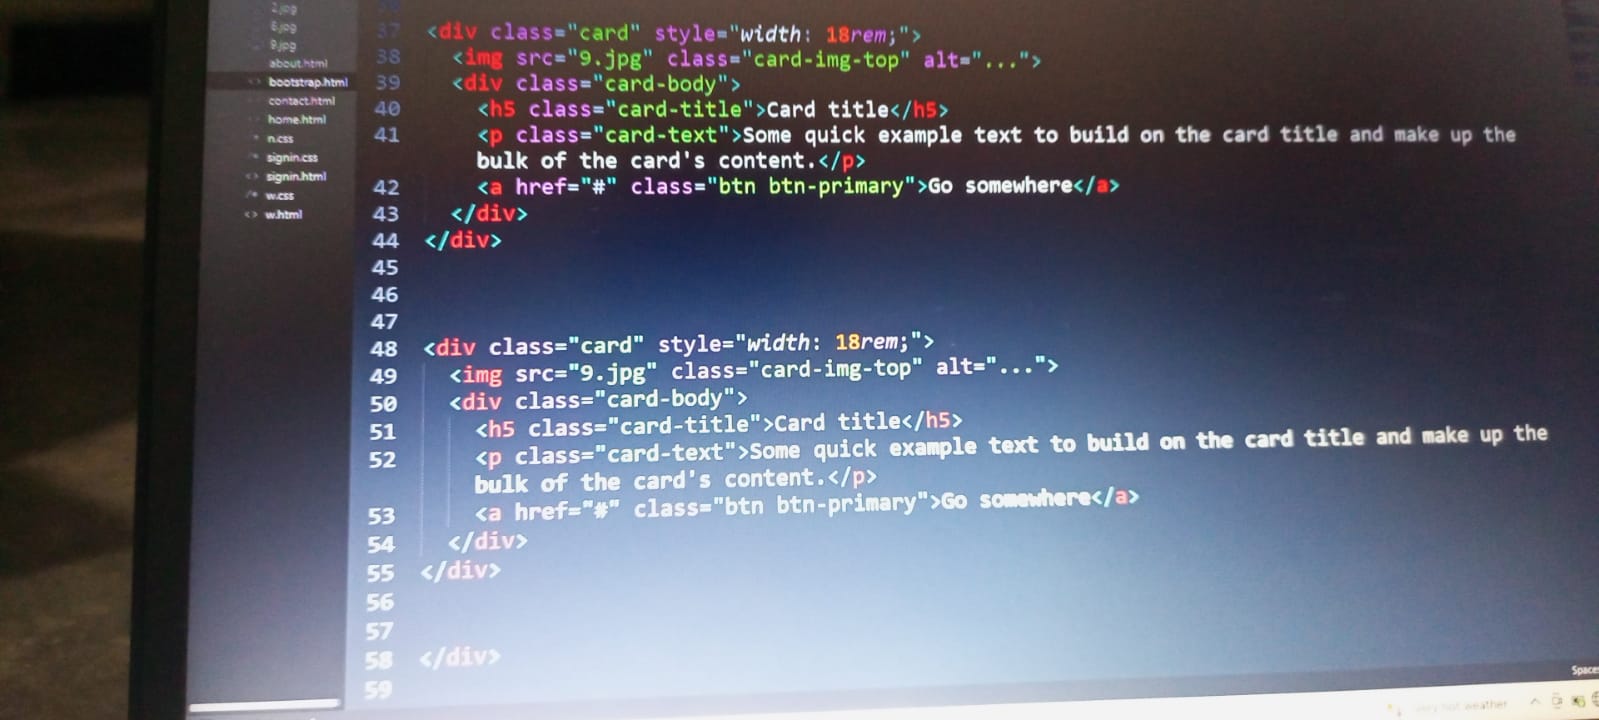 2.jpg
6.jpg
9.jpg
about.html
<> bootstrap.html
contact.html
home.html
n.css
signin.css
<> signin.html
/* w.css
<> w.html
37 <div class="card" style="width: 18rem;">
38 <img src="9.jpg" class="card-img-top" alt="...">
39 <div class="card-body">
40 <h5 class="card-title">Card title</h5>
41 <p class="card-text">Some quick example text to build on the card title and make up the
bulk of the card's content.</p>
42 <a href="#" class="btn btn-primary">Go somewhere</a>
43 </div>
44 </div>
45
46
47
48 <div class="card" style="width: 18rem;">
49 <img src="9.jpg" class="card-img-top" alt="...">
50 <div class="card-body">
51 <h5 class="card-title">Card title</h5>
52 <p class="card-text">Some quick example text to build on the card title and make up the
bulk of the card's content.</p>
53 <a href="#" class="btn btn-primary">Go somewhere</a>
54 </div>
55 </div>
56
57
58 </div>
59
Spaces
Very hot weather